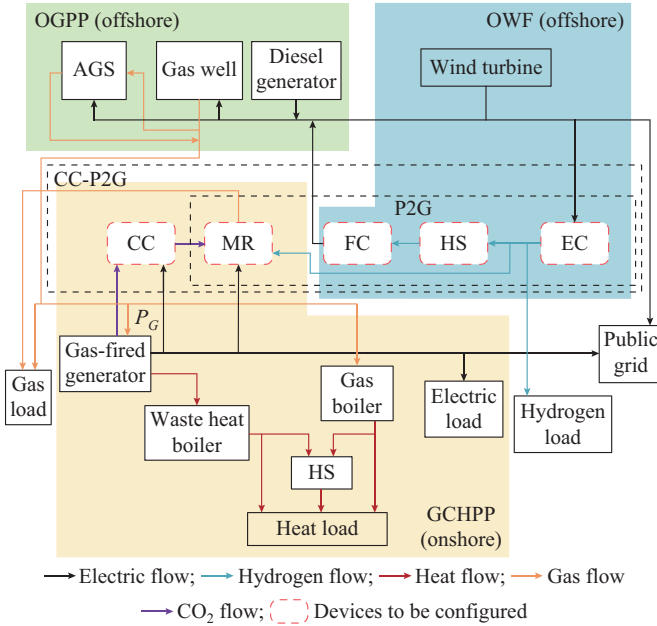 OGPP (offshore)
OWF (offshore)
AGS
Gas well
Diesel
generator
Wind turbine
CC-P2G
P2G
CC
MR
FC
HS
EC
P_G
Gas-fired
generator
Gas
load
Public
grid
Gas
boiler
Electric
load
Hydrogen
load
Waste heat
boiler
HS
Heat load
GCHPP
(onshore)
Electric flow; Hydrogen flow; Heat flow; Gas flow
CO₂ flow; Devices to be configured